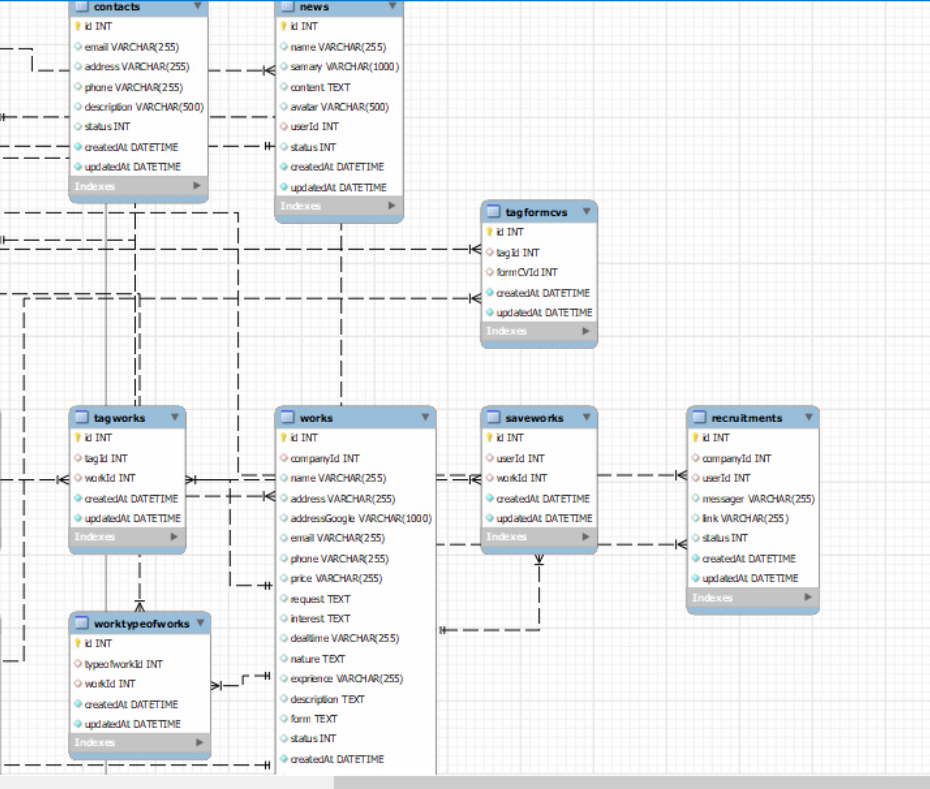 contacts
id INT
email VARCHAR(255)
address VARCHAR(255)
phone VARCHAR(255)
description VARCHAR(500)
status INT
createdAt DATETIME
updatedAt DATETIME
Indexes
news
id INT
name VARCHAR(255)
samary VARCHAR(1000)
content TEXT
avatar VARCHAR(500)
userId INT
status INT
createdAt DATETIME
updatedAt DATETIME
Indexes
tagformcvs
id INT
tagId INT
formCVId INT
createdAt DATETIME
updatedAt DATETIME
Indexes
tagworks
id INT
tagId INT
workId INT
createdAt DATETIME
updatedAt DATETIME
Indexes
works
id INT
companyId INT
name VARCHAR(255)
address VARCHAR(255)
addressGoogle VARCHAR(1000)
email VARCHAR(255)
phone VARCHAR(255)
price VARCHAR(255)
request TEXT
interest TEXT
dealtime VARCHAR(255)
nature TEXT
exprience VARCHAR(255)
description TEXT
form TEXT
status INT
createdAt DATETIME
saveworks
id INT
userId INT
workId INT
createdAt DATETIME
updatedAt DATETIME
Indexes
recruitments
id INT
companyId INT
userId INT
messager VARCHAR(255)
link VARCHAR(255)
status INT
createdAt DATETIME
updatedAt DATETIME
Indexes
worktypeofworks
id INT
typeofworkId INT
workId INT
createdAt DATETIME
updatedAt DATETIME
Indexes